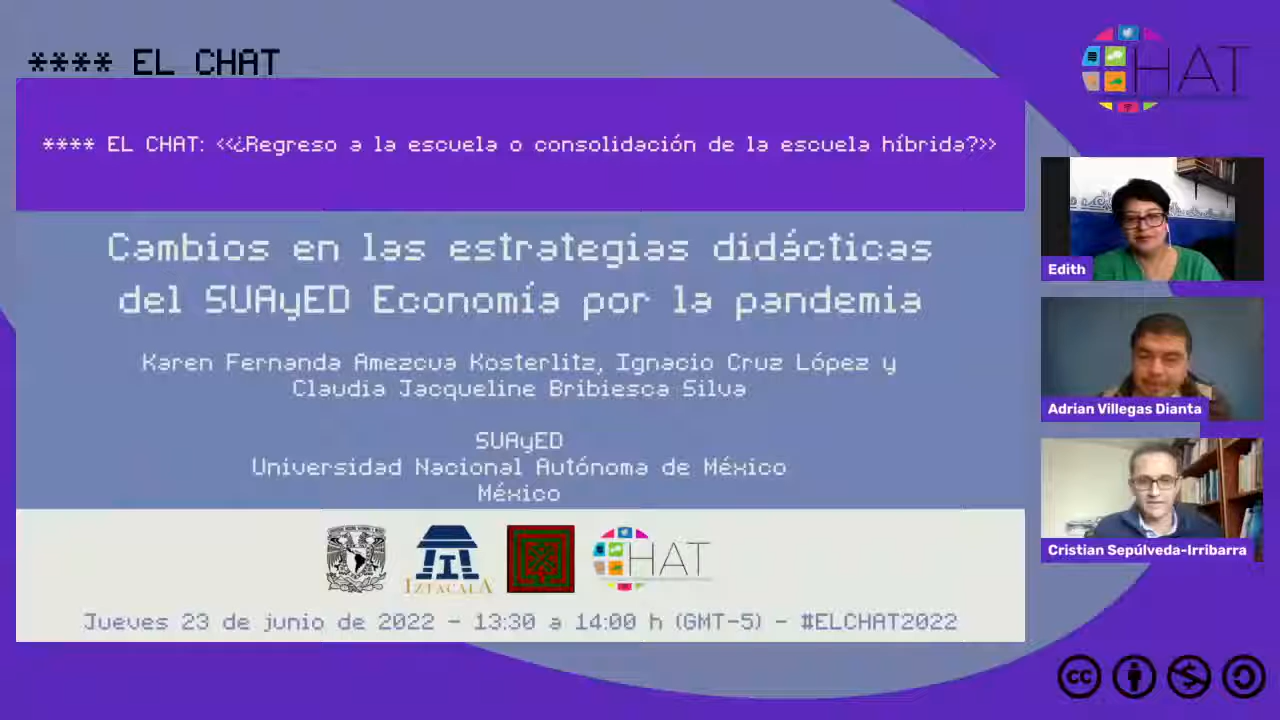 **** EL CHAT
**** EL CHAT: <<¿Regreso a la escuela o consolidación de la escuela híbrida?>>
Cambios en las estrategias didácticas
del SUAyED Economía por la pandemia
Karen Fernanda Amezcua Kosterlitz, Ignacio Cruz López y
Claudia Jacqueline Bribiesca Silva
SUAyED
Universidad Nacional Autónoma de México
México
IZTACALA
HAT
Jueves 23 de junio de 2022 - 13:30 a 14:00 h (GMT-5) - #ELCHAT2022
HAT
Edith
Adrian Villegas Dianta
Cristian Sepúlveda-Irribarra
CC